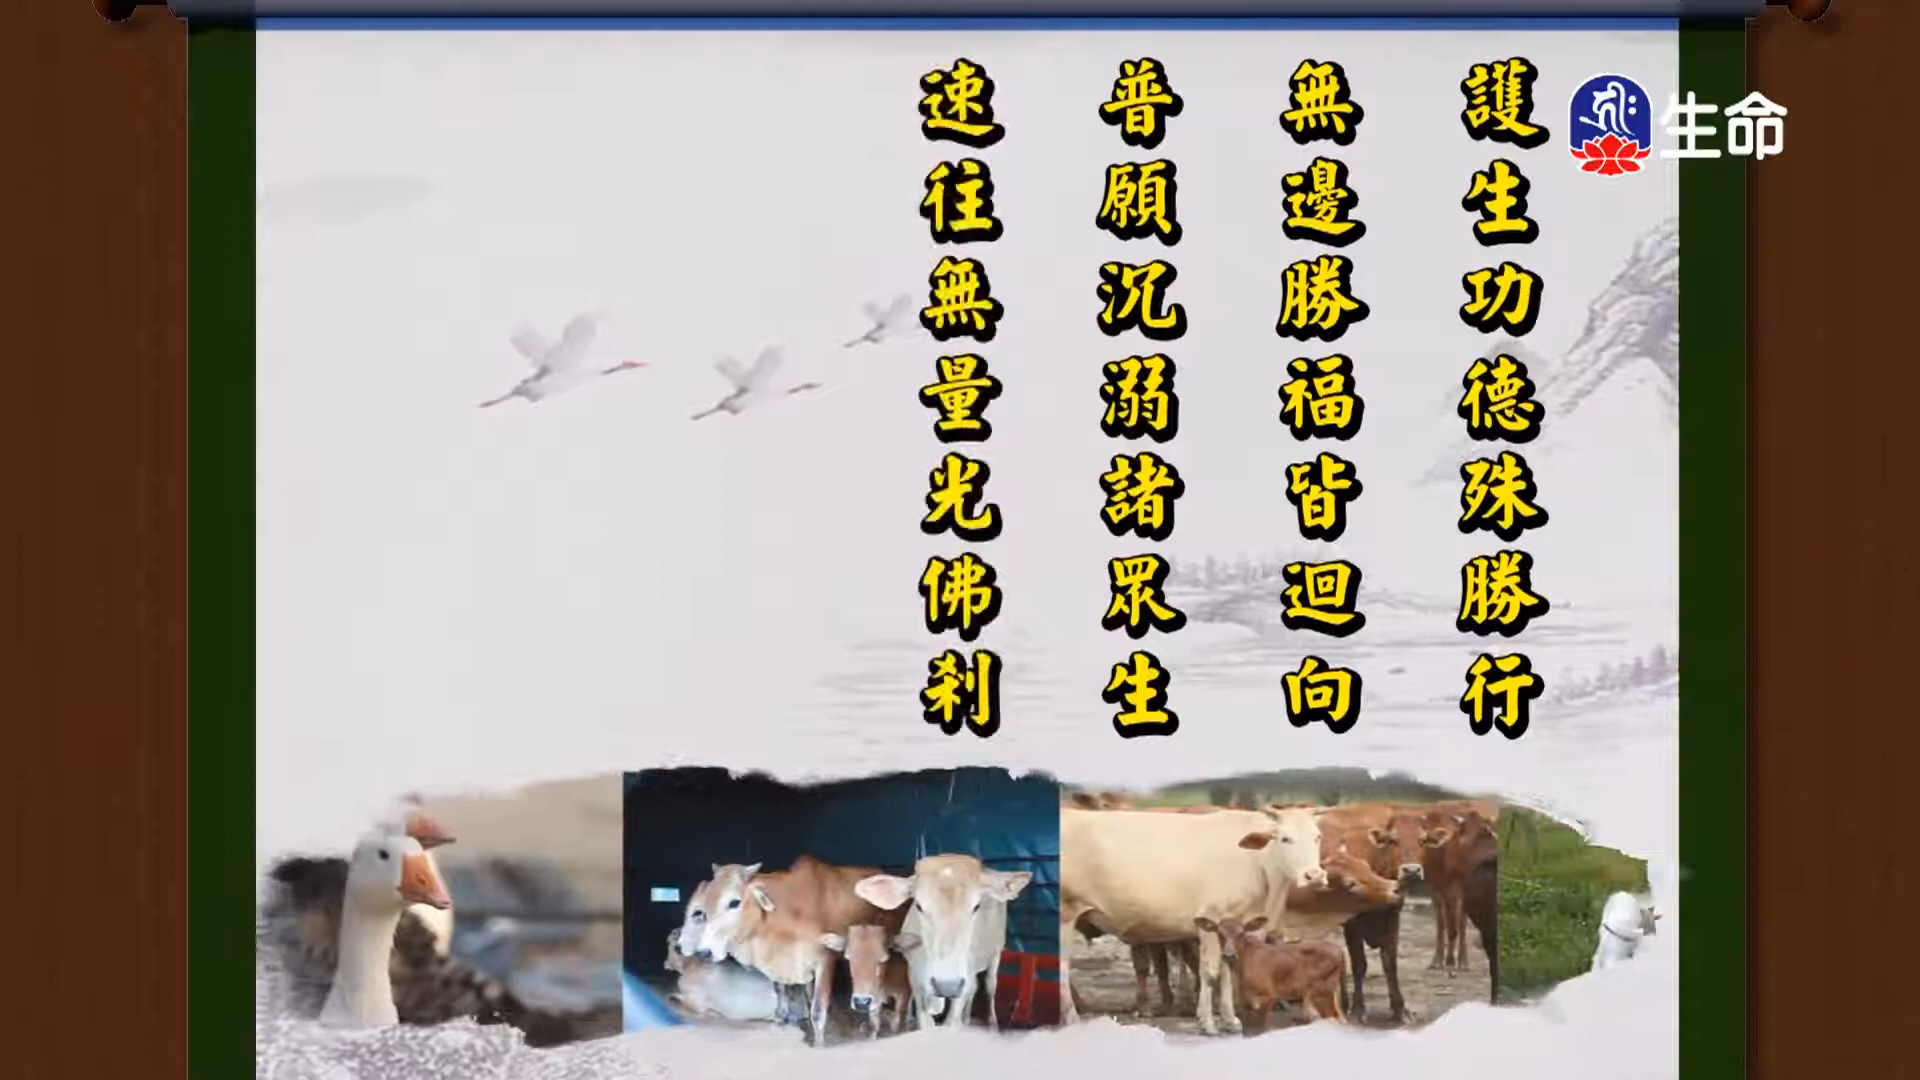 護生功德殊勝行
無邊勝福皆迴向
普願沉溺諸眾生
速往無量光佛剎
生命